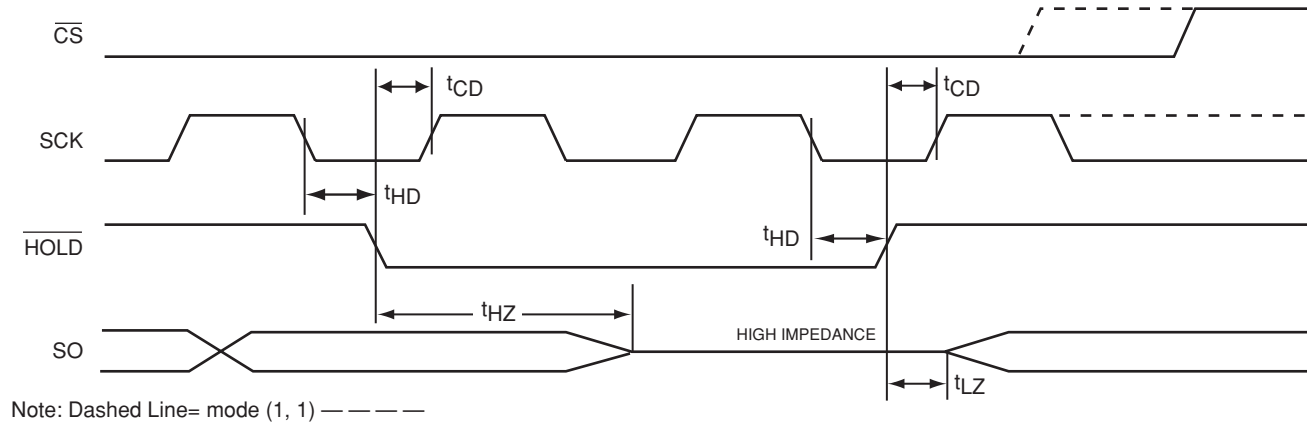 CS
tCD
tCD
SCK
tHD
HOLD
tHD
tHZ
HIGH IMPEDANCE
SO
tLZ
Note: Dashed Line= mode (1, 1) — — — —